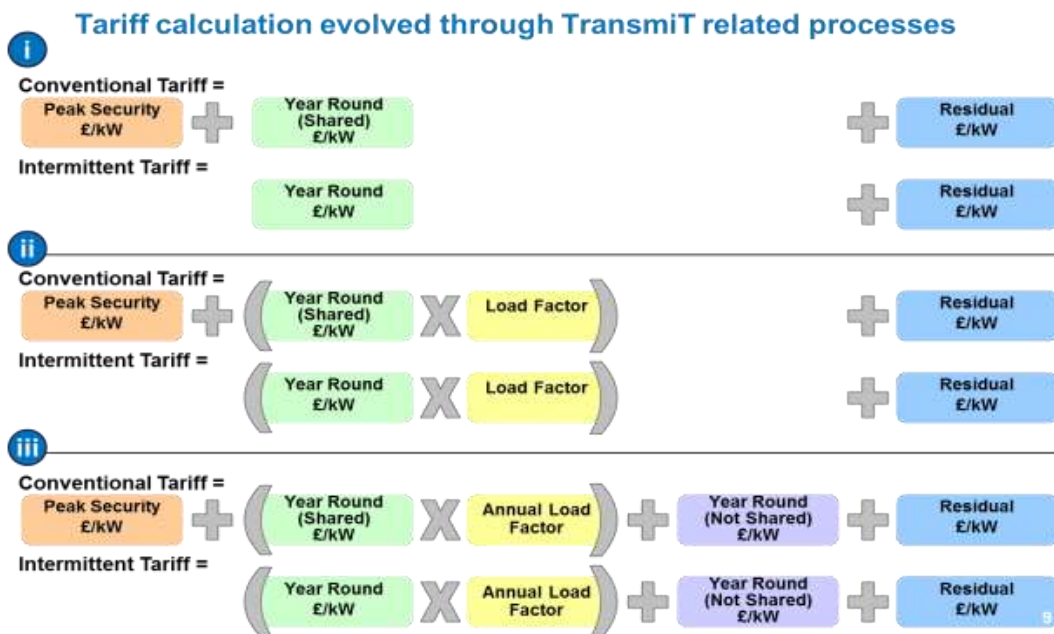 Tariff calculation evolved through TransmiT related processes
i
Conventional Tariff =
Peak Security
£/kW
+
Year Round
(Shared)
£/kW
+
Residual
£/kW
Intermittent Tariff =
Year Round
£/kW
+
Residual
£/kW
ii
Conventional Tariff =
Peak Security
£/kW
+
(
Year Round
(Shared)
£/kW
X
Load Factor
)
+
Residual
£/kW
Intermittent Tariff =
(
Year Round
£/kW
X
Load Factor
)
+
Residual
£/kW
iii
Conventional Tariff =
Peak Security
£/kW
+
(
Year Round
(Shared)
£/kW
X
Annual Load
Factor
)
+
Year Round
(Not Shared)
£/kW
+
Residual
£/kW
Intermittent Tariff =
(
Year Round
£/kW
X
Annual Load
Factor
)
+
Year Round
(Not Shared)
£/kW
+
Residual
£/kW
9